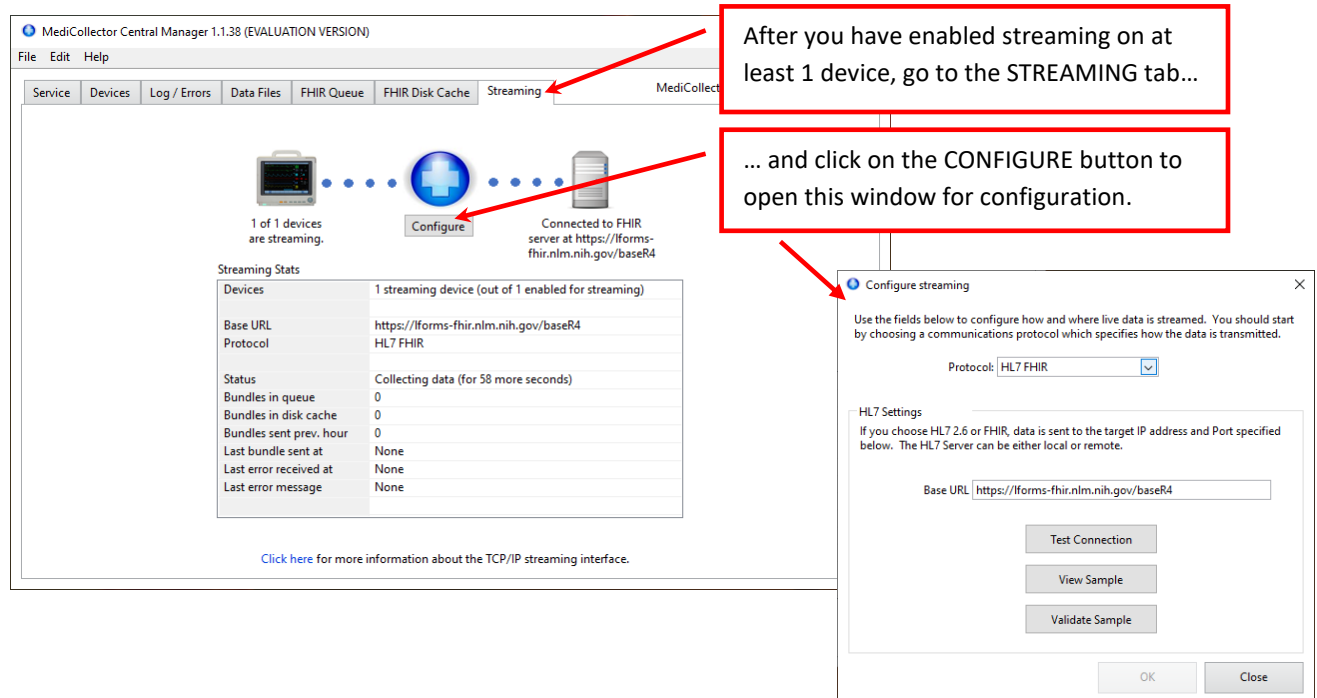 MediCollector Central Manager 1.1.38 (EVALUATION VERSION)
File Edit Help
Service Devices Log / Errors Data Files FHIR Queue FHIR Disk Cache Streaming
After you have enabled streaming on at
least 1 device, go to the STREAMING tab…
… and click on the CONFIGURE button to
open this window for configuration.
1 of 1 devices
are streaming.
Configure
Connected to FHIR
server at https://lforms-
fhir.nlm.nih.gov/baseR4
Streaming Stats
Devices 1 streaming device (out of 1 enabled for streaming)
Base URL https://lforms-fhir.nlm.nih.gov/baseR4
Protocol HL7 FHIR
Status Collecting data (for 58 more seconds)
Bundles in queue 0
Bundles in disk cache 0
Bundles sent prev. hour 0
Last bundle sent at None
Last error received at None
Last error message None
Click here for more information about the TCP/IP streaming interface.
Configure streaming
Use the fields below to configure how and where live data is streamed. You should start
by choosing a communications protocol which specifies how the data is transmitted.
Protocol: HL7 FHIR
HL7 Settings
If you choose HL7 2.6 or FHIR, data is sent to the target IP address and Port specified
below. The HL7 Server can be either local or remote.
Base URL https://lforms-fhir.nlm.nih.gov/baseR4
Test Connection
View Sample
Validate Sample
OK Close